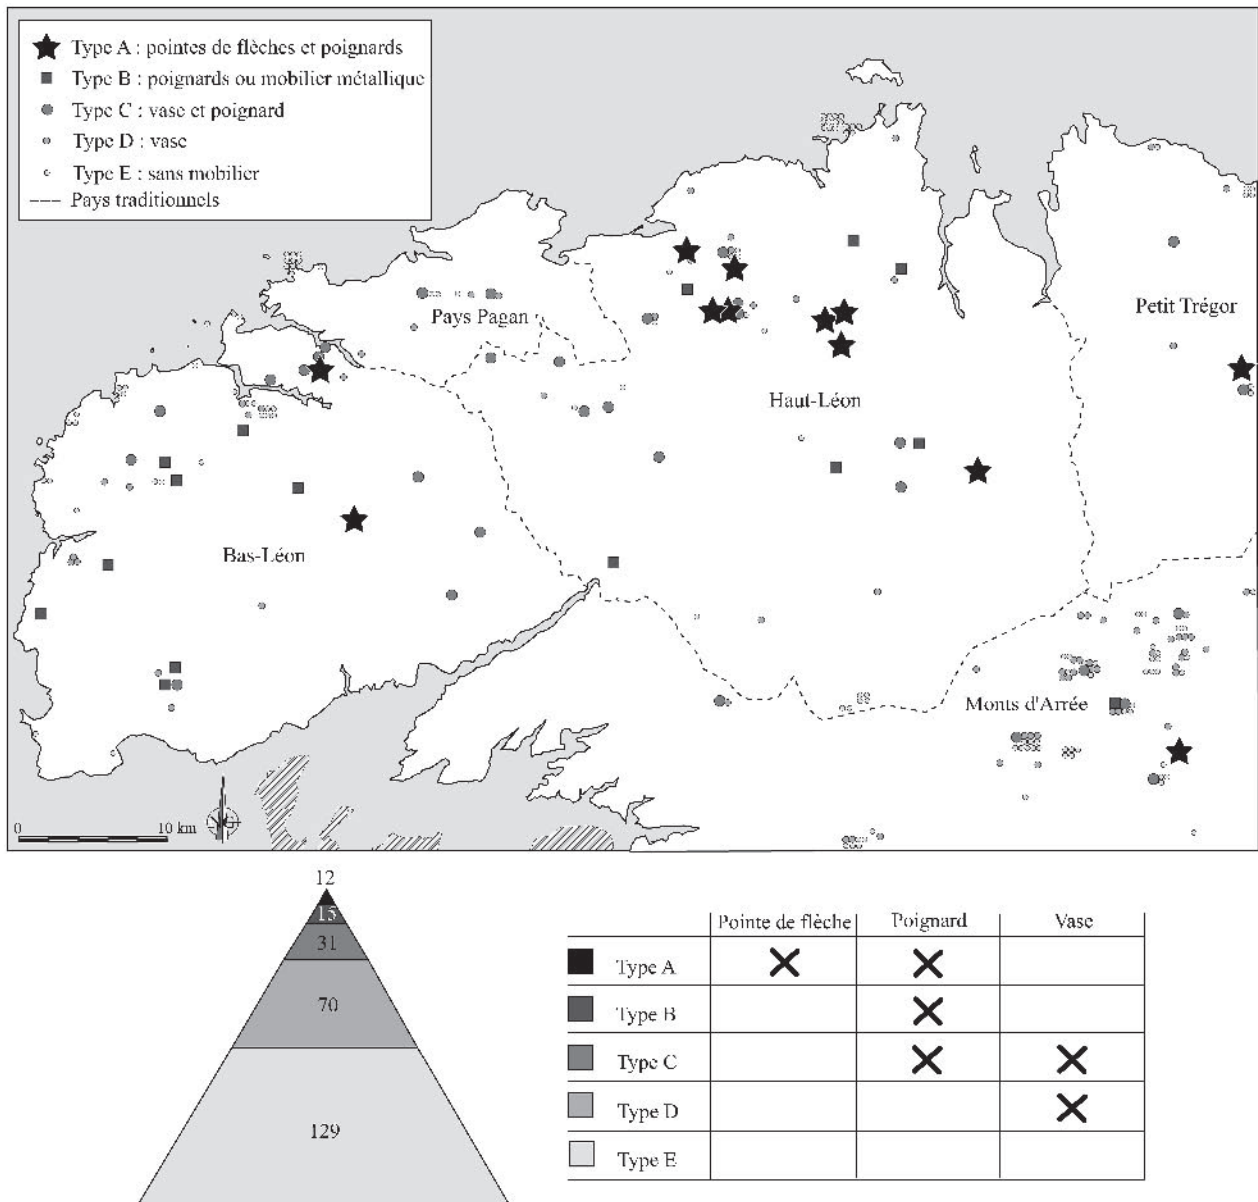 Type A : pointes de flèches et poignards
Type B : poignards ou mobilier métallique
Type C : vase et poignard
Type D : vase
Type E : sans mobilier
Pays traditionnels
Pays Pagan
Petit Trégor
Haut-Léon
Bas-Léon
Monts d'Arrée
0 10 km
12
15
31
70
129
Pointe de flèche Poignard Vase
Type A
Type B
Type C
Type D
Type E